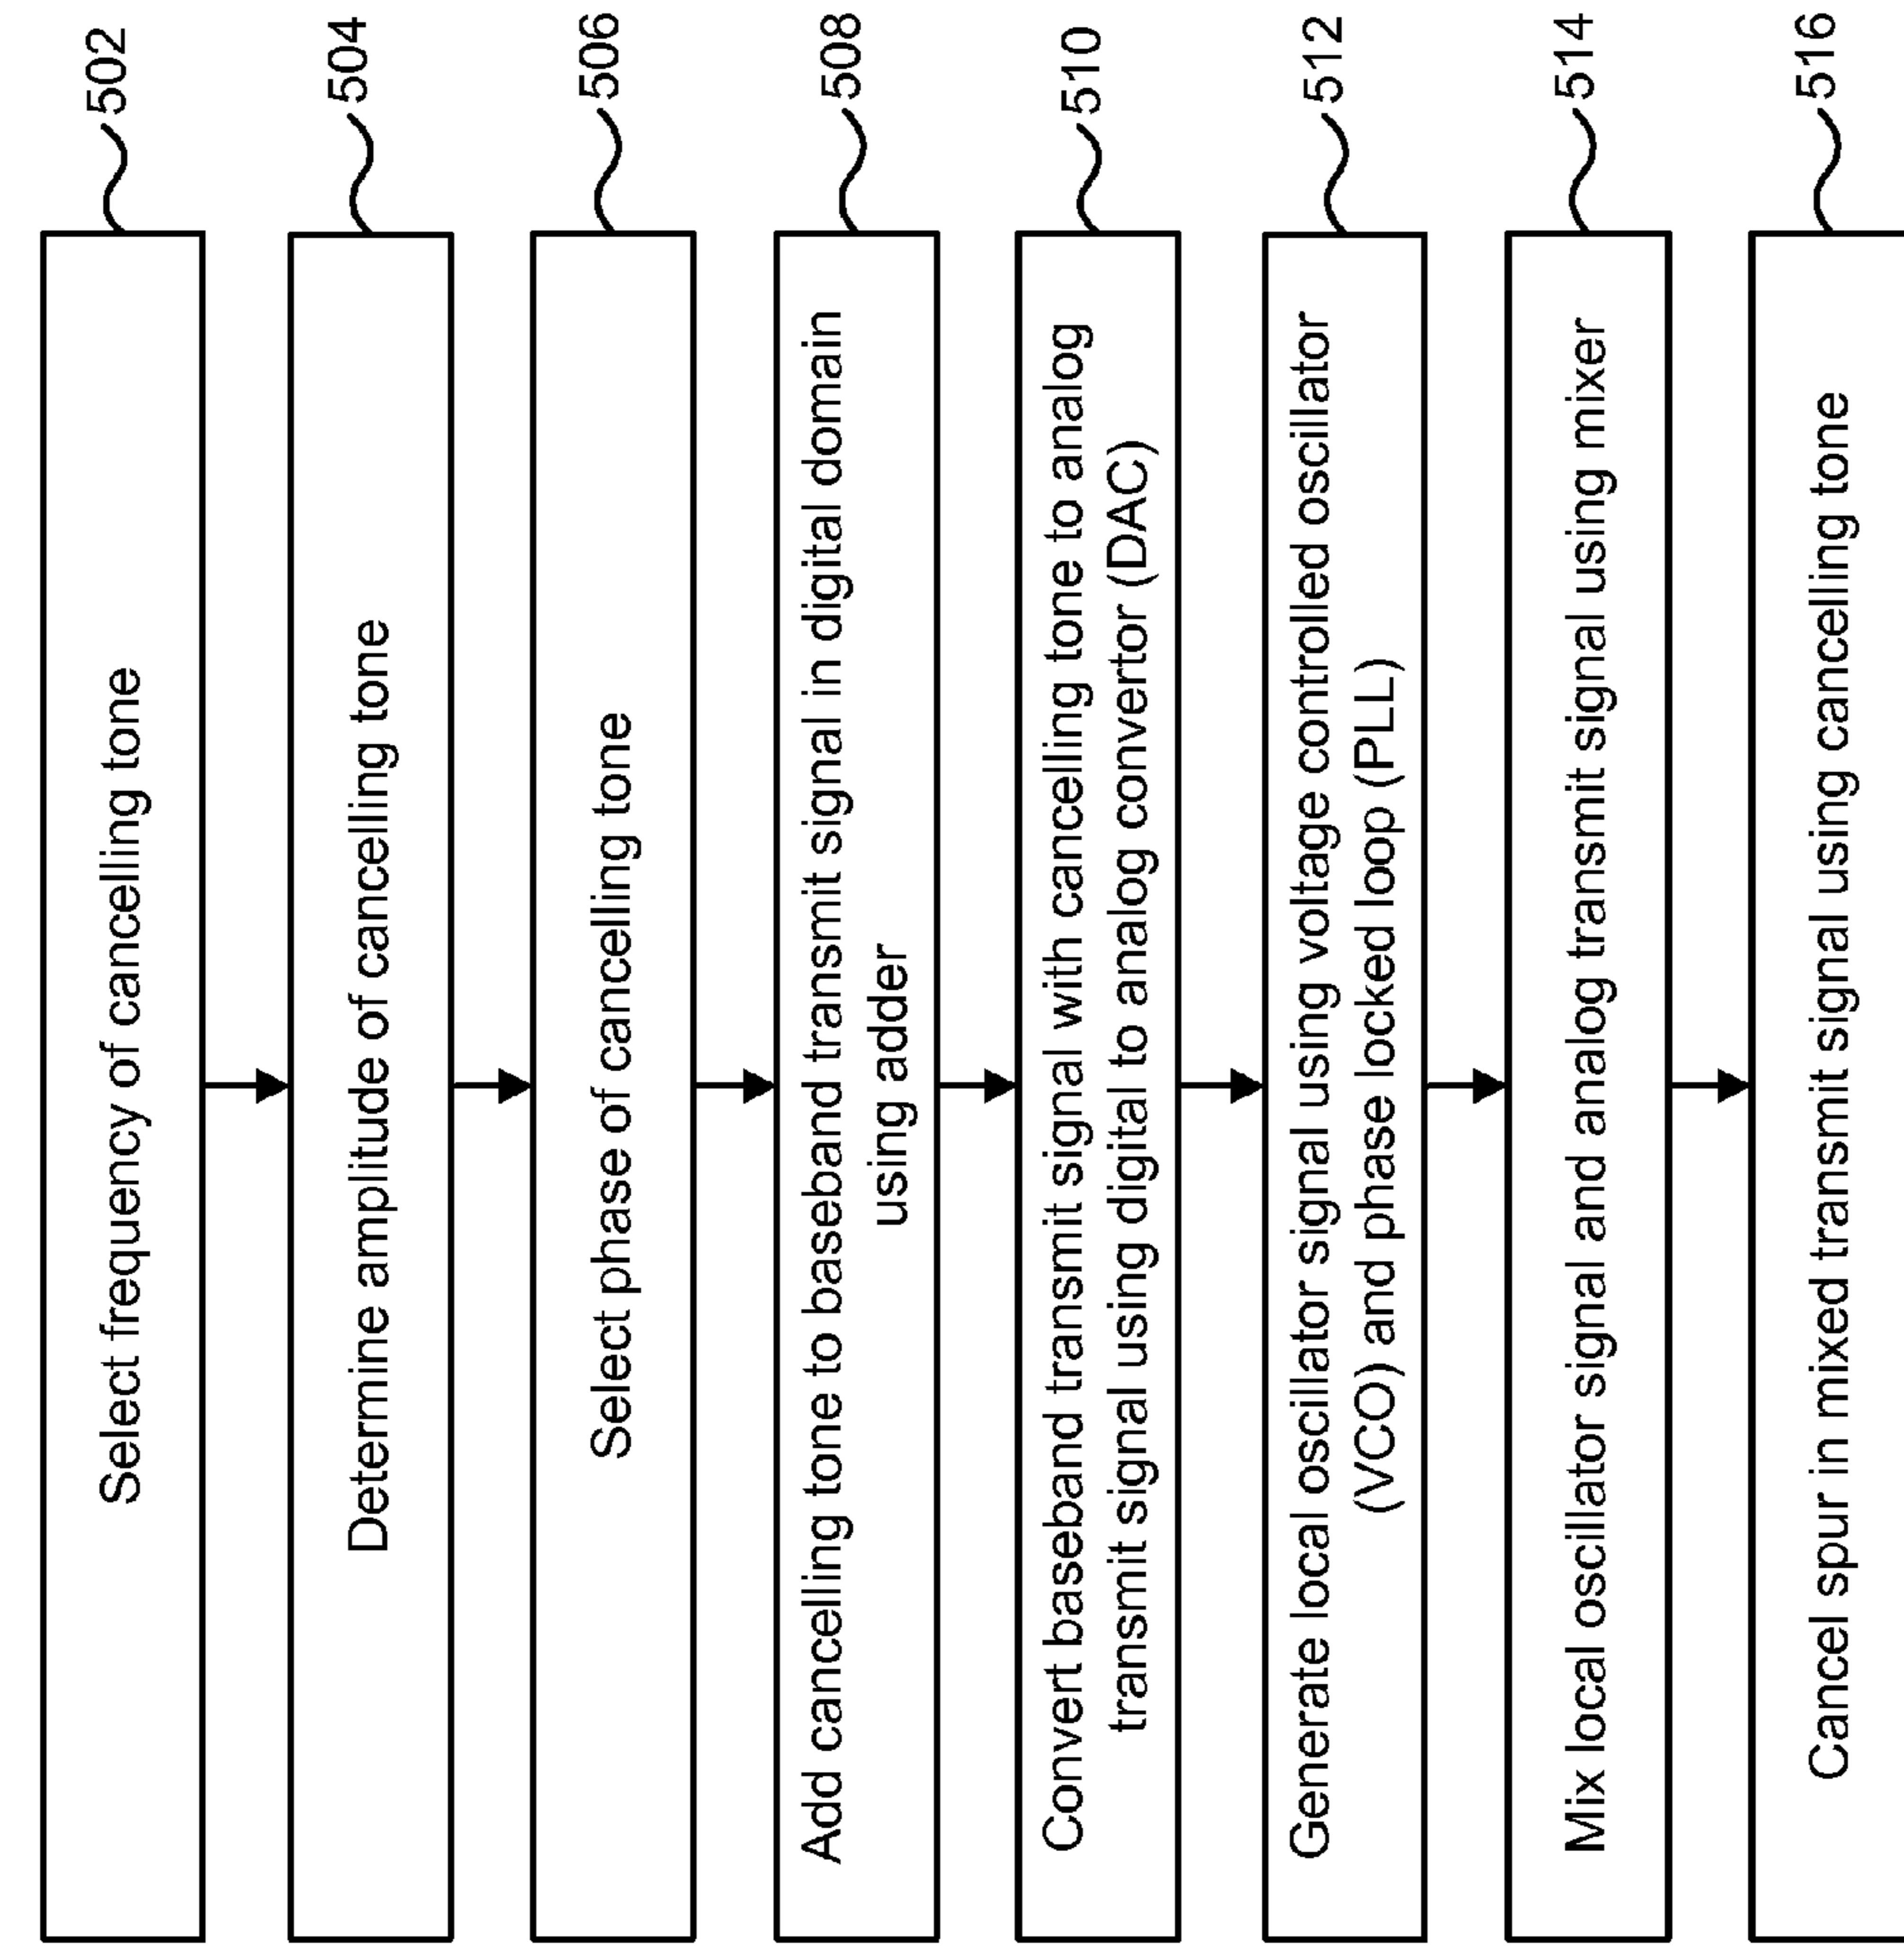 Select frequency of cancelling tone
502
Determine amplitude of cancelling tone
504
Select phase of cancelling tone
506
Add cancelling tone to baseband transmit signal in digital domain
using adder
508
Convert baseband transmit signal with cancelling tone to analog
transmit signal using digital to analog convertor (DAC)
510
Generate local oscillator signal using voltage controlled oscillator
(VCO) and phase locked loop (PLL)
512
Mix local oscillator signal and analog transmit signal using mixer
514
Cancel spur in mixed transmit signal using cancelling tone
516